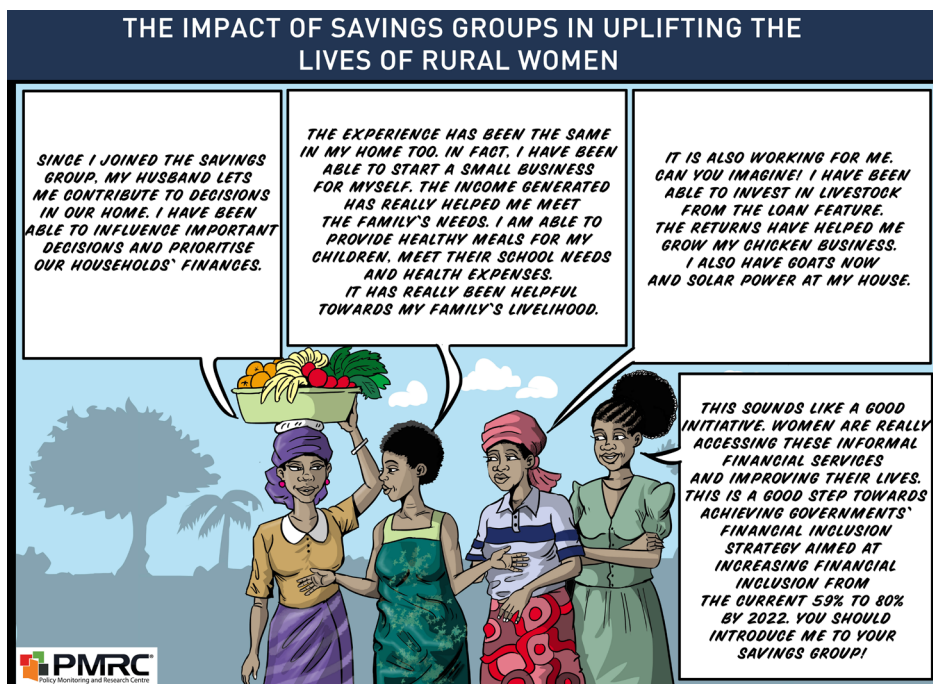 THE IMPACT OF SAVINGS GROUPS IN UPLIFTING THE
LIVES OF RURAL WOMEN
SINCE I JOINED THE SAVINGS
GROUP, MY HUSBAND LETS
ME CONTRIBUTE TO DECISIONS
IN OUR HOME. I HAVE BEEN
ABLE TO INFLUENCE IMPORTANT
DECISIONS AND PRIORITISE
OUR HOUSEHOLDS` FINANCES.
THE EXPERIENCE HAS BEEN THE SAME
IN MY HOME TOO. IN FACT, I HAVE BEEN
ABLE TO START A SMALL BUSINESS
FOR MYSELF. THE INCOME GENERATED
HAS REALLY HELPED ME MEET
THE FAMILY`S NEEDS. I AM ABLE TO
PROVIDE HEALTHY MEALS FOR MY
CHILDREN, MEET THEIR SCHOOL NEEDS
AND HEALTH EXPENSES.
IT HAS REALLY BEEN HELPFUL
TOWARDS MY FAMILY`S LIVELIHOOD.
IT IS ALSO WORKING FOR ME.
CAN YOU IMAGINE! I HAVE BEEN
ABLE TO INVEST IN LIVESTOCK
FROM THE LOAN FEATURE.
THE RETURNS HAVE HELPED ME
GROW MY CHICKEN BUSINESS.
I ALSO HAVE GOATS NOW
AND SOLAR POWER AT MY HOUSE.
THIS SOUNDS LIKE A GOOD
INITIATIVE. WOMEN ARE REALLY
ACCESSING THESE INFORMAL
FINANCIAL SERVICES
AND IMPROVING THEIR LIVES.
THIS IS A GOOD STEP TOWARDS
ACHIEVING GOVERNMENTS`
FINANCIAL INCLUSION
STRATEGY AIMED AT
INCREASING FINANCIAL
INCLUSION FROM
THE CURRENT 59% TO 80%
BY 2022. YOU SHOULD
INTRODUCE ME TO YOUR
SAVINGS GROUP!
PMRC
Policy Monitoring and Research Centre